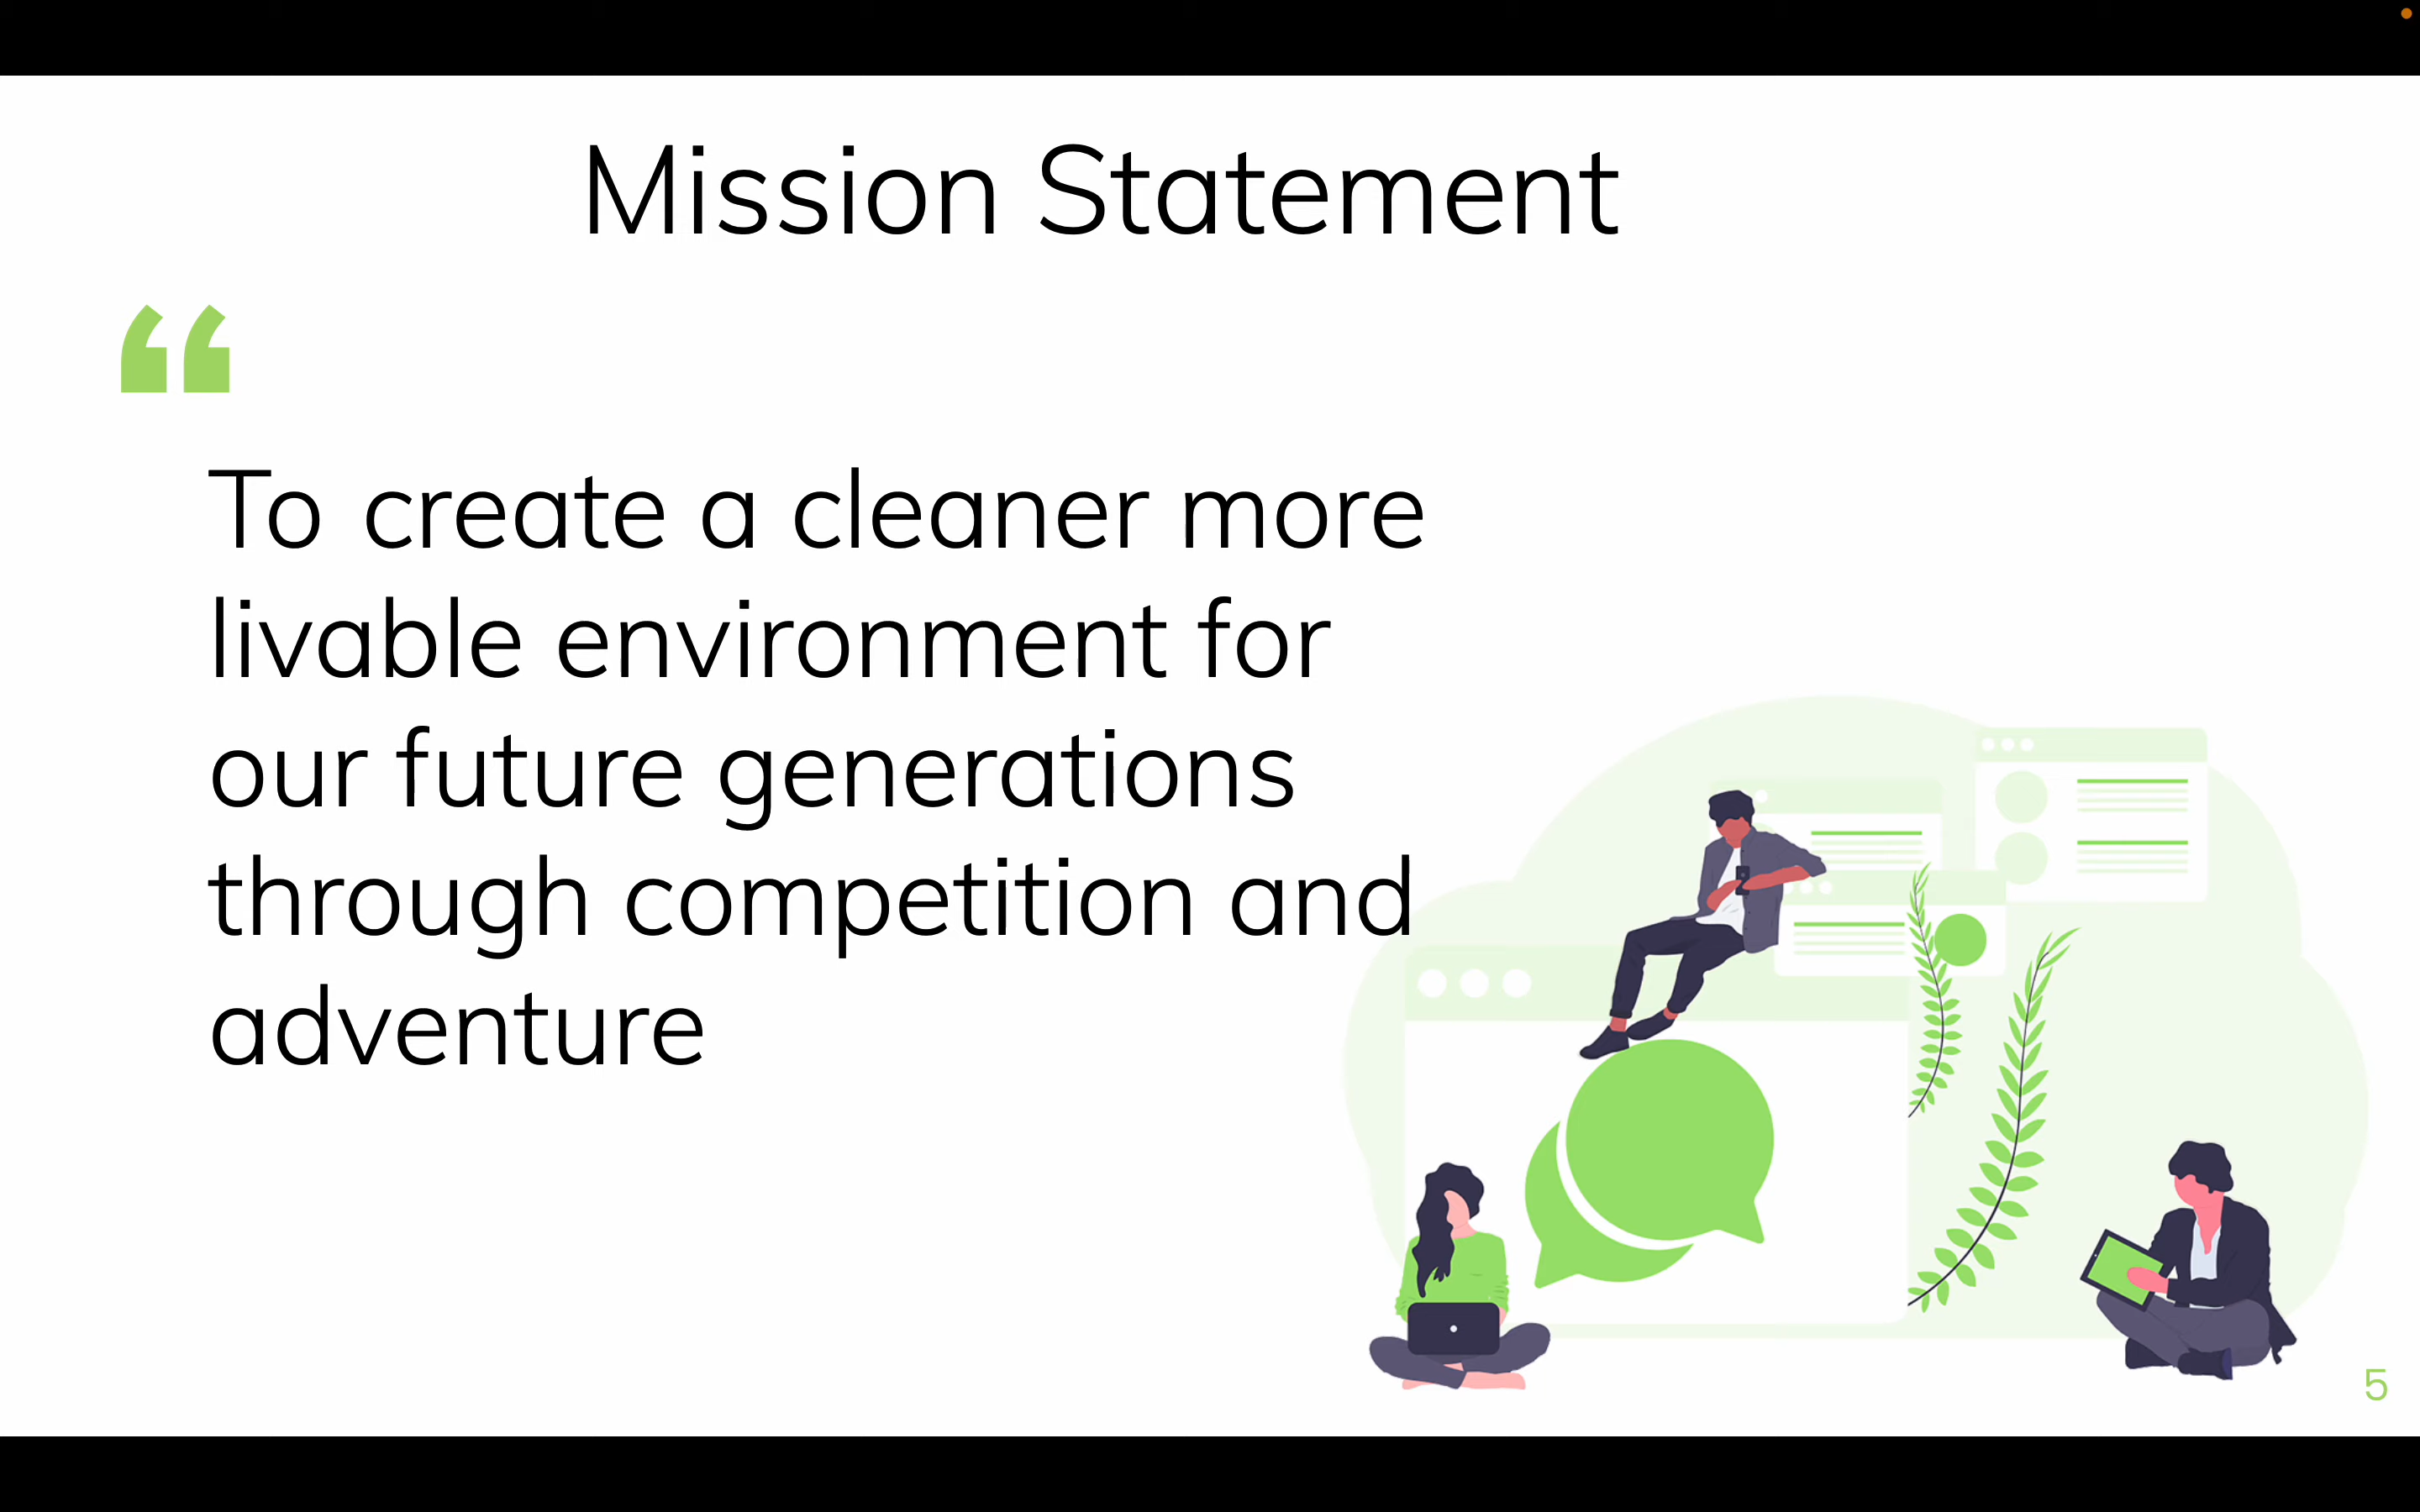 Mission Statement
“
To create a cleaner more
livable environment for
our future generations
through competition and
adventure
5